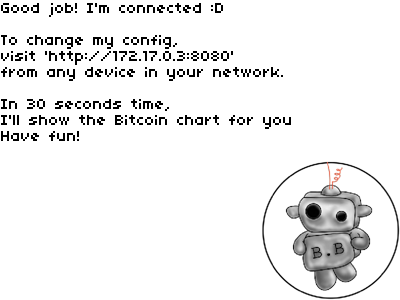 Good job! I'm connected :D
To change my config,
visit 'http://172.17.0.3:8080'
from any device in your network.
In 30 seconds time,
I'll show the Bitcoin chart for you
Have fun!
B.B